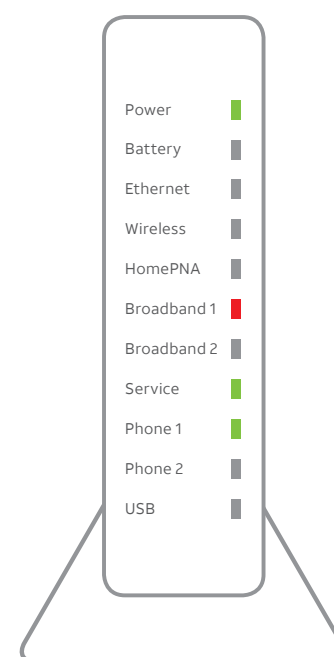 Power
Battery
Ethernet
Wireless
HomePNA
Broadband 1
Broadband 2
Service
Phone 1
Phone 2
USB